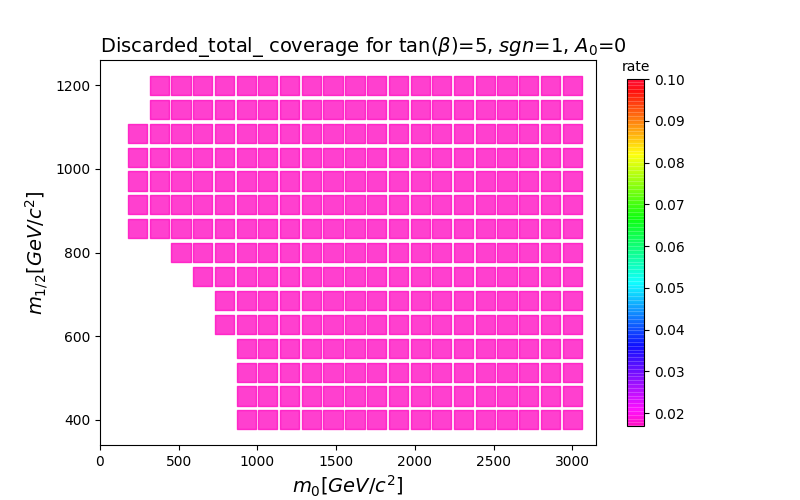 Discarded_total_ coverage for tan(β)=5, sgn=1, A₀=0
rate
0.10
0.09
0.08
0.07
0.06
0.05
0.04
0.03
0.02
1200
1000
800
600
400
m₁/₂[GeV/c²]
0 500 1000 1500 2000 2500 3000
m₀[GeV/c²]